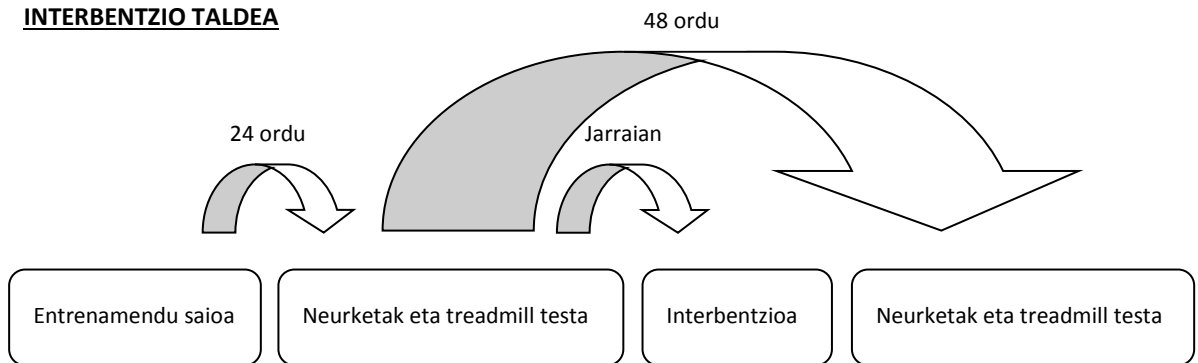 INTERBENTZIO TALDEA
48 ordu
24 ordu
Jarraian
Entrenamendu saioa
Neurketak eta treadmill testa
Interbentzioa
Neurketak eta treadmill testa